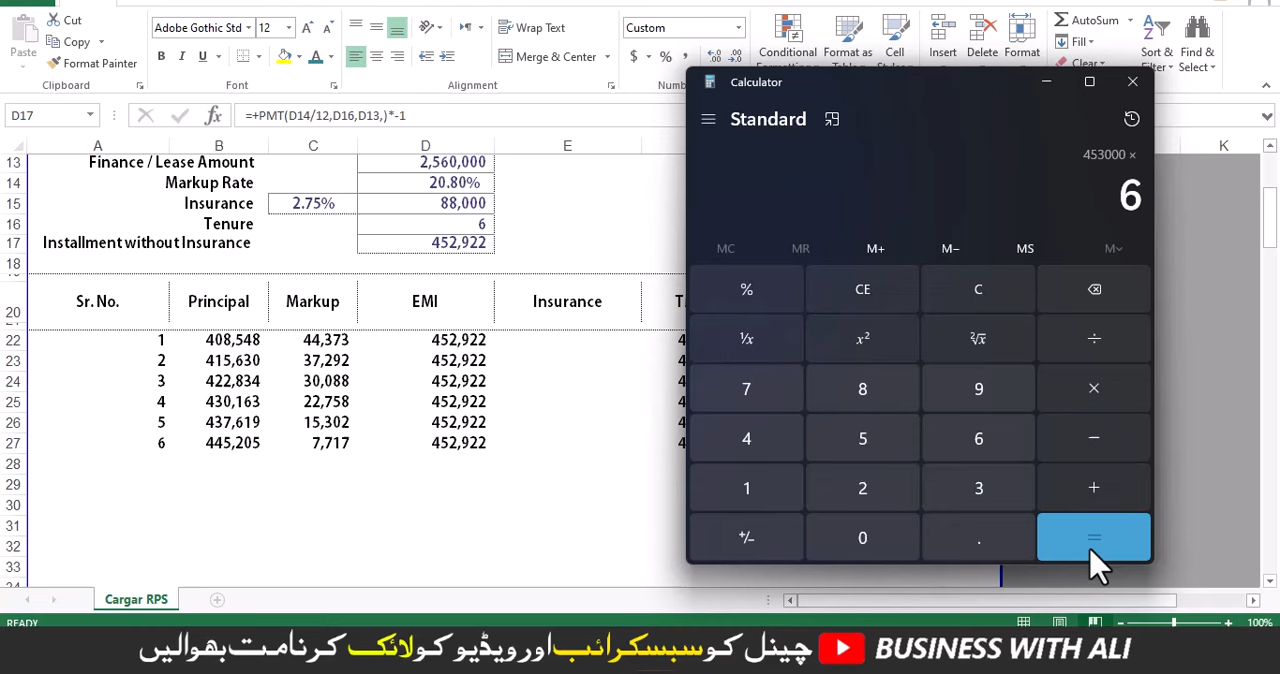 Cut
Copy
Paste
Format Painter
Clipboard
Adobe Gothic Std
12
A A
B I U A
Font
Wrap Text
Merge & Center
Alignment
Custom
$ % ,
Conditional
Format as
Cell
Insert
Delete
Format
AutoSum
Fill
Clear
Sort &
Filter
Find &
Select
D17
fx
=+PMT(D14/12,D16,D13,)*-1
A B C D E K
13 Finance / Lease Amount 2,560,000
14 Markup Rate 20.80%
15 Insurance 2.75% 88,000
16 Tenure 6
17 Installment without Insurance 452,922
18
20 Sr. No. Principal Markup EMI Insurance
22 1 408,548 44,373 452,922
23 2 415,630 37,292 452,922
24 3 422,834 30,088 452,922
25 4 430,163 22,758 452,922
26 5 437,619 15,302 452,922
27 6 445,205 7,717 452,922
28
29
30
31
32
33
Calculator
Standard
453000 ×
6
MC MR M+ M− MS M
% CE C
¹/x x² ²√x ÷
7 8 9 ×
4 5 6 −
1 2 3 +
+/− 0 . =
Cargar RPS
READY
100%
چینل کو سبسکرائب اور ویڈیو کو لائک کرنا مت بھولیں
BUSINESS WITH ALI